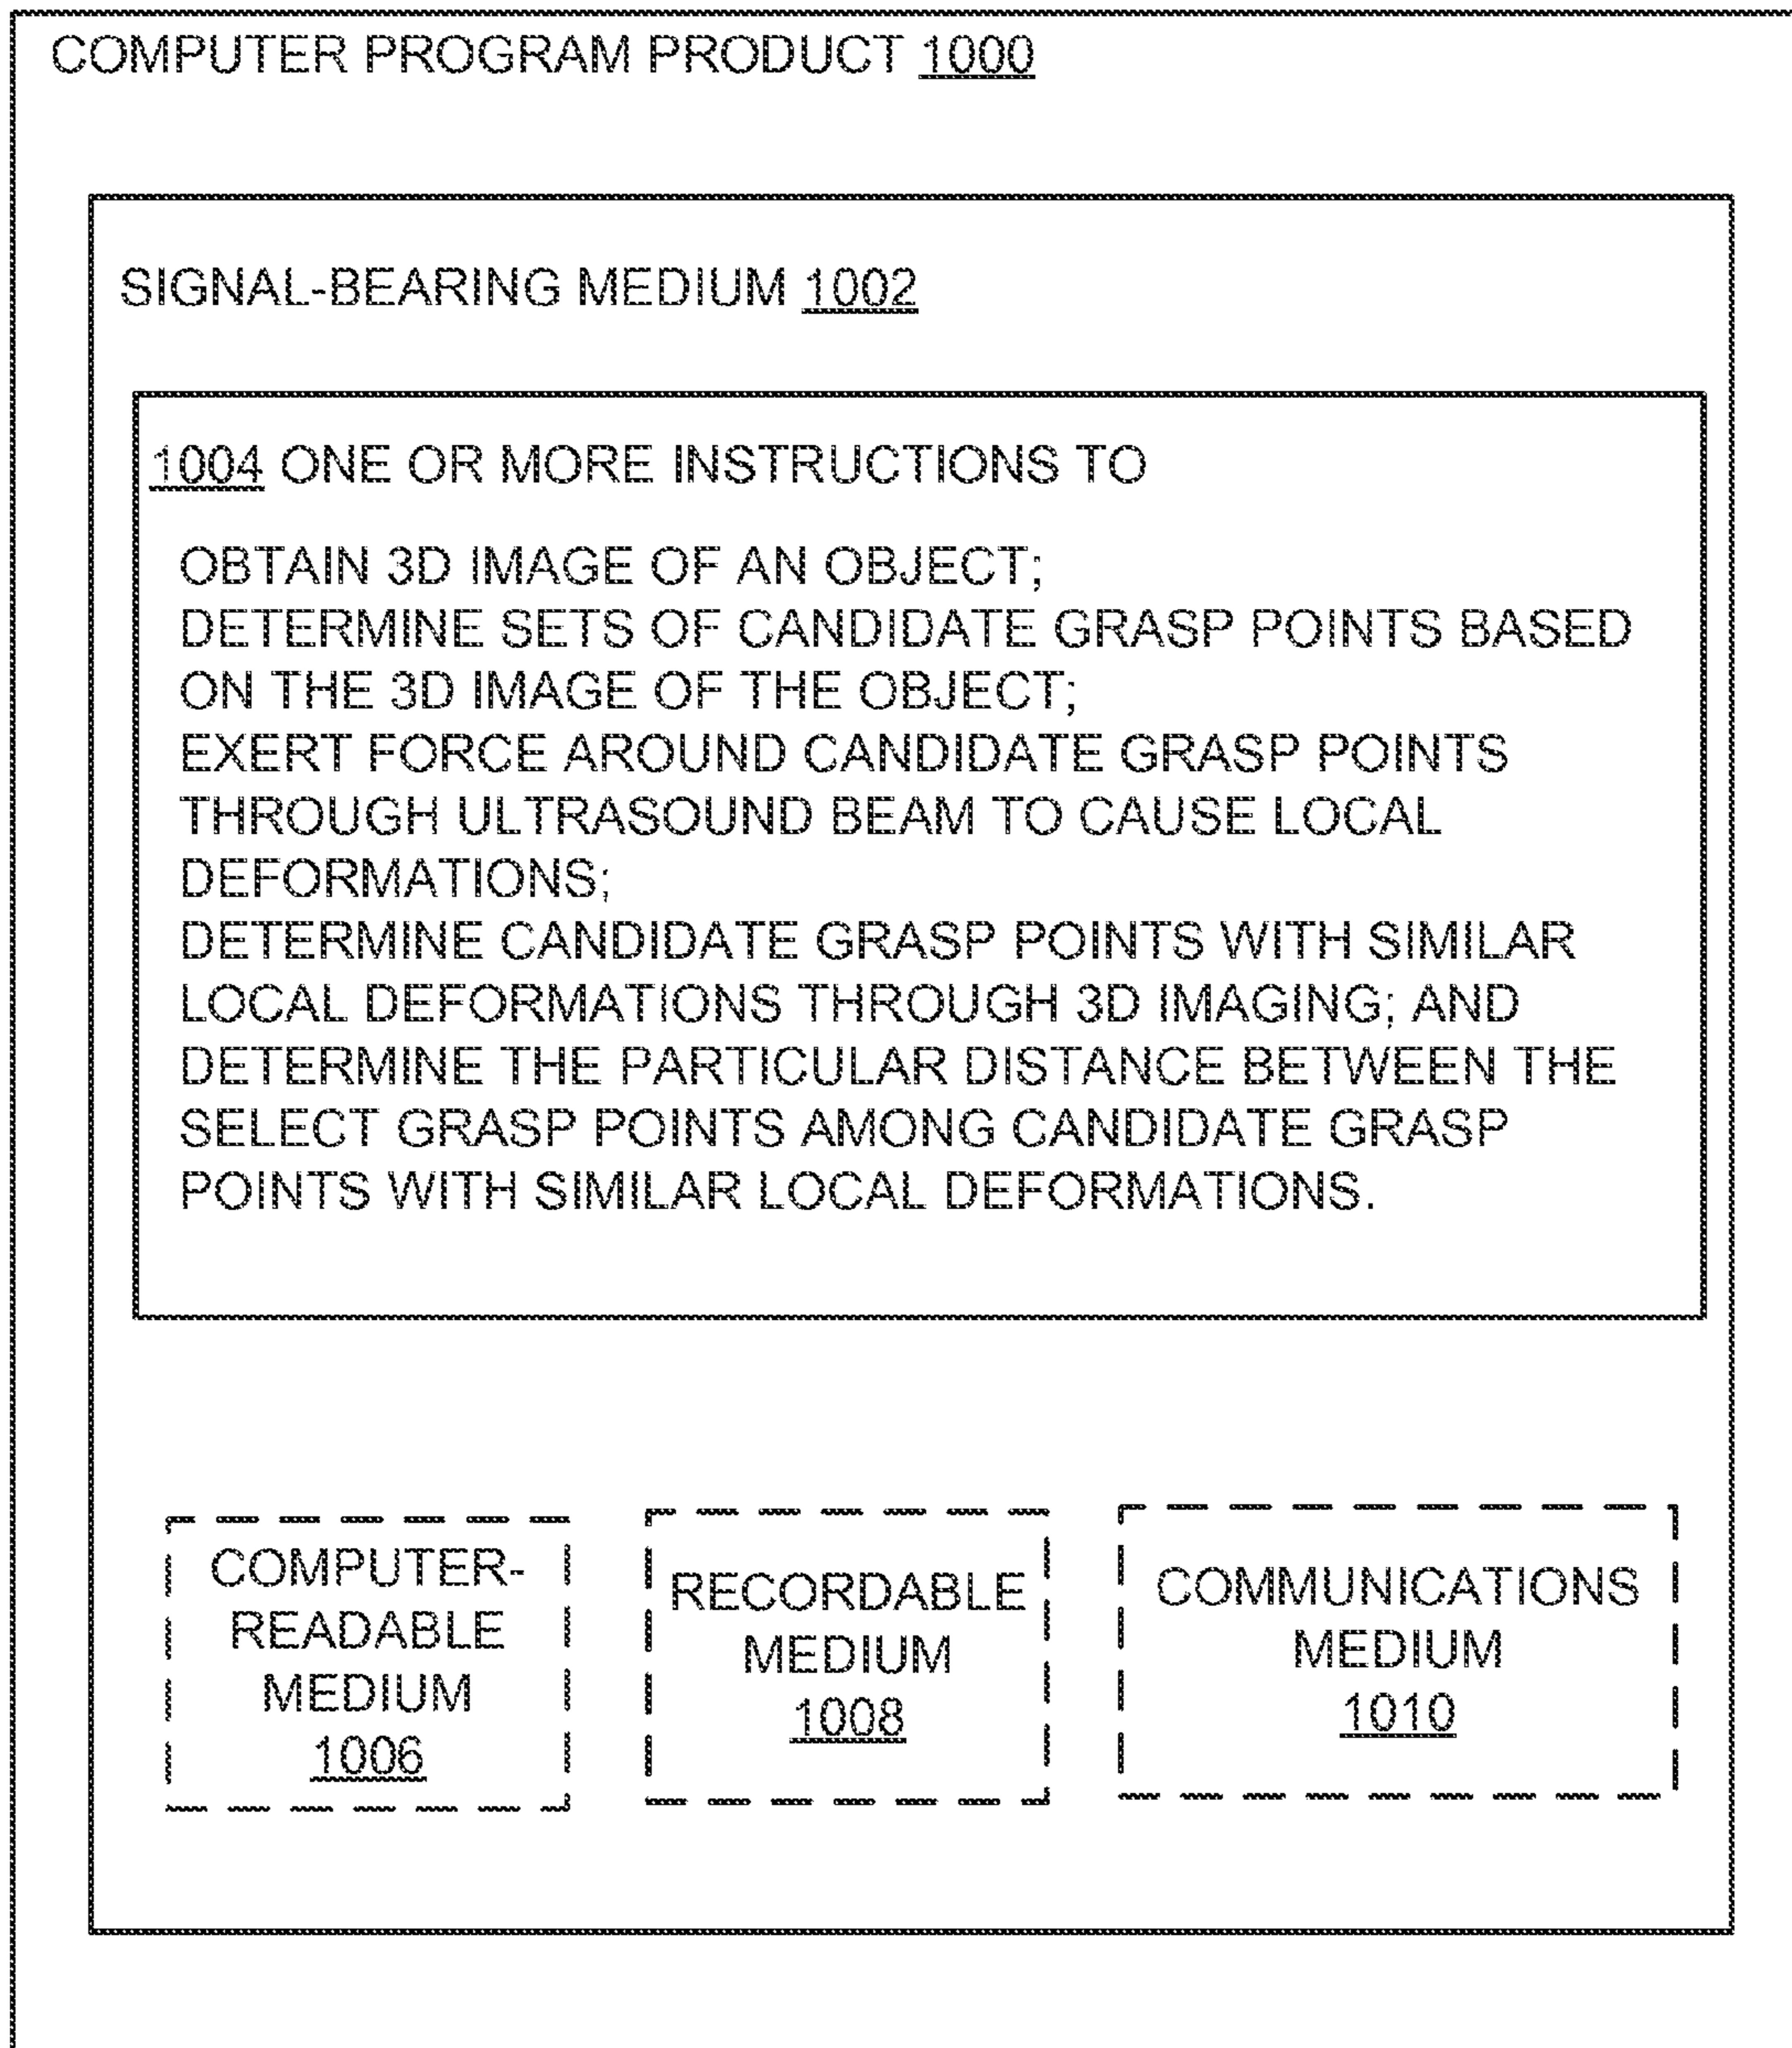 COMPUTER PROGRAM PRODUCT 1000
SIGNAL-BEARING MEDIUM 1002
1004 ONE OR MORE INSTRUCTIONS TO
OBTAIN 3D IMAGE OF AN OBJECT;
DETERMINE SETS OF CANDIDATE GRASP POINTS BASED
ON THE 3D IMAGE OF THE OBJECT;
EXERT FORCE AROUND CANDIDATE GRASP POINTS
THROUGH ULTRASOUND BEAM TO CAUSE LOCAL
DEFORMATIONS;
DETERMINE CANDIDATE GRASP POINTS WITH SIMILAR
LOCAL DEFORMATIONS THROUGH 3D IMAGING; AND
DETERMINE THE PARTICULAR DISTANCE BETWEEN THE
SELECT GRASP POINTS AMONG CANDIDATE GRASP
POINTS WITH SIMILAR LOCAL DEFORMATIONS.
COMPUTER-
READABLE
MEDIUM
1006
RECORDABLE
MEDIUM
1008
COMMUNICATIONS
MEDIUM
1010